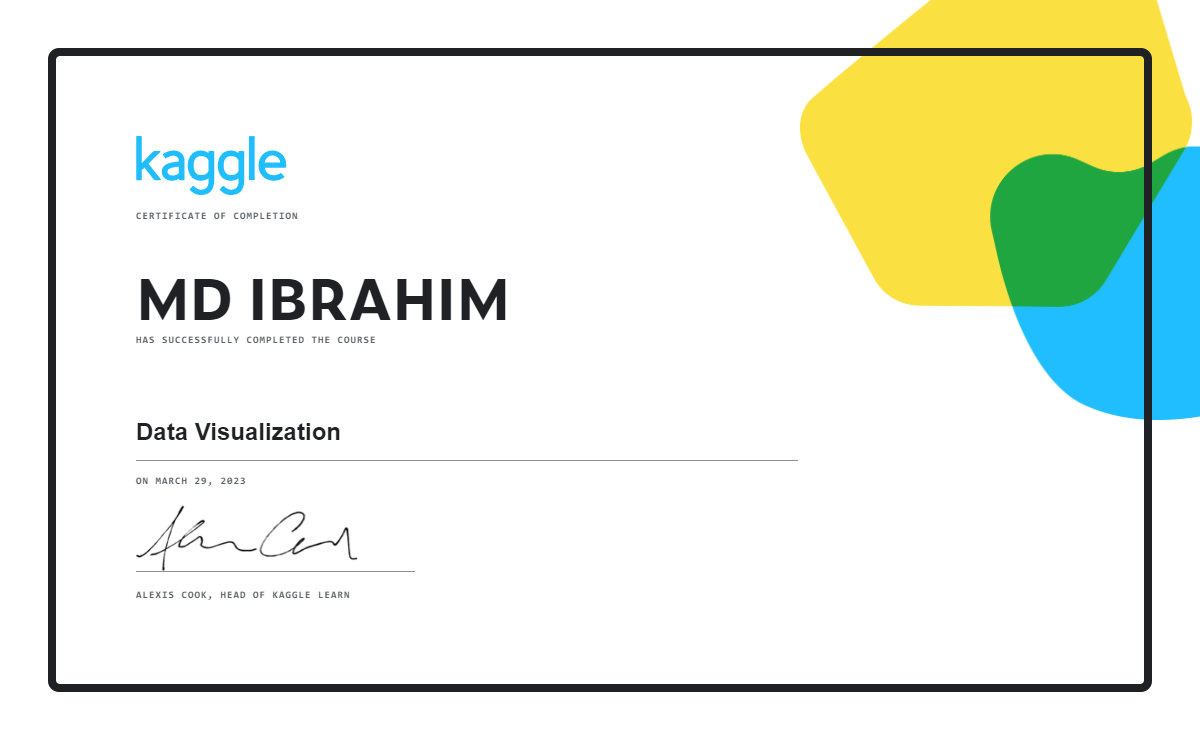 kaggle
CERTIFICATE OF COMPLETION
MD IBRAHIM
HAS SUCCESSFULLY COMPLETED THE COURSE
Data Visualization
ON MARCH 29, 2023
ALEXIS COOK, HEAD OF KAGGLE LEARN